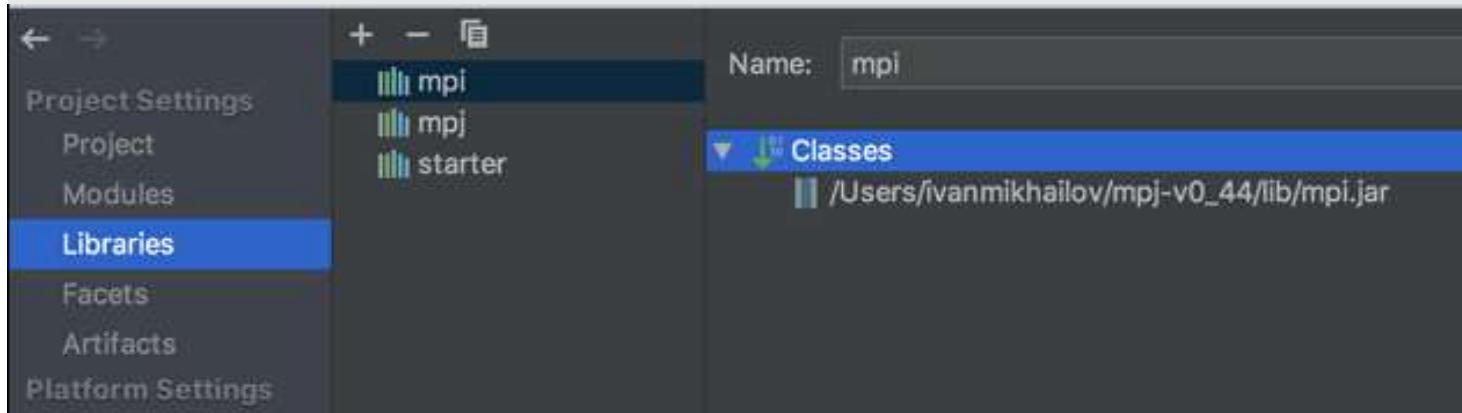 Project Settings
Project
Modules
Libraries
Facets
Artifacts
Platform Settings
mpi
mpj
starter
Name: mpi
Classes
/Users/ivanmikhailov/mpj-v0_44/lib/mpi.jar